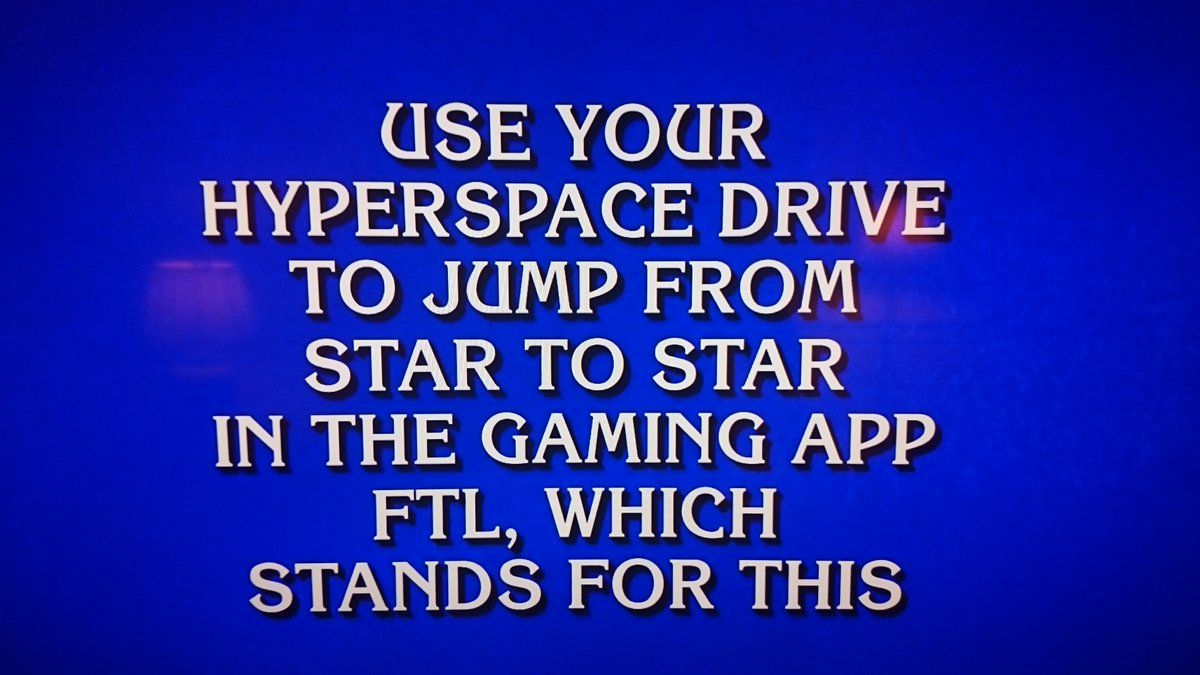 USE YOUR
HYPERSPACE DRIVE
TO JUMP FROM
STAR TO STAR
IN THE GAMING APP
FTL, WHICH
STANDS FOR THIS